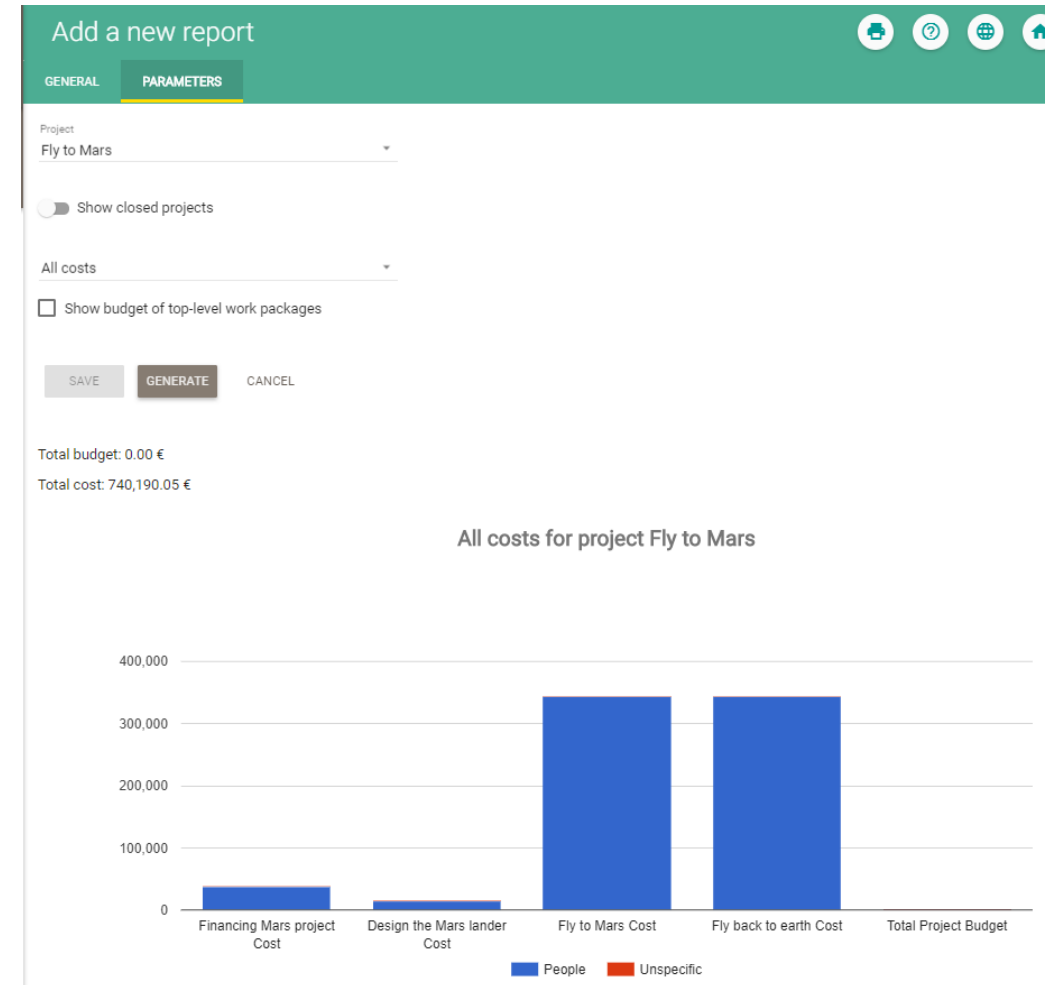 Add a new report
GENERAL PARAMETERS
Project
Fly to Mars
Show closed projects
All costs
Show budget of top-level work packages
SAVE GENERATE CANCEL
Total budget: 0.00 €
Total cost: 740,190.05 €
All costs for project Fly to Mars
400,000
300,000
200,000
100,000
0
Financing Mars project Cost
Design the Mars lander Cost
Fly to Mars Cost
Fly back to earth Cost
Total Project Budget
People Unspecific